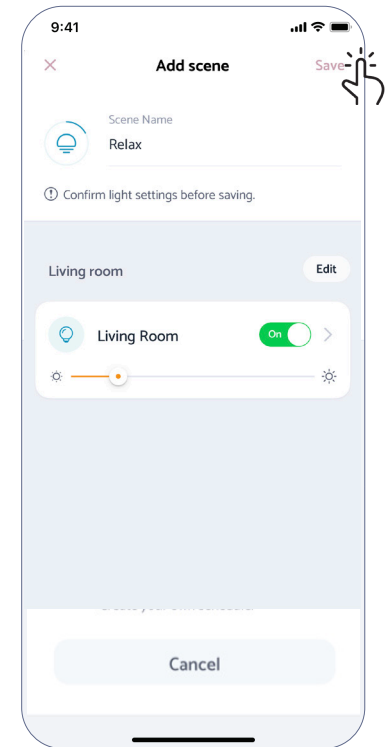 9:41
Add scene
Save
Scene Name
Relax
Confirm light settings before saving.
Living room
Edit
Living Room
On
Cancel